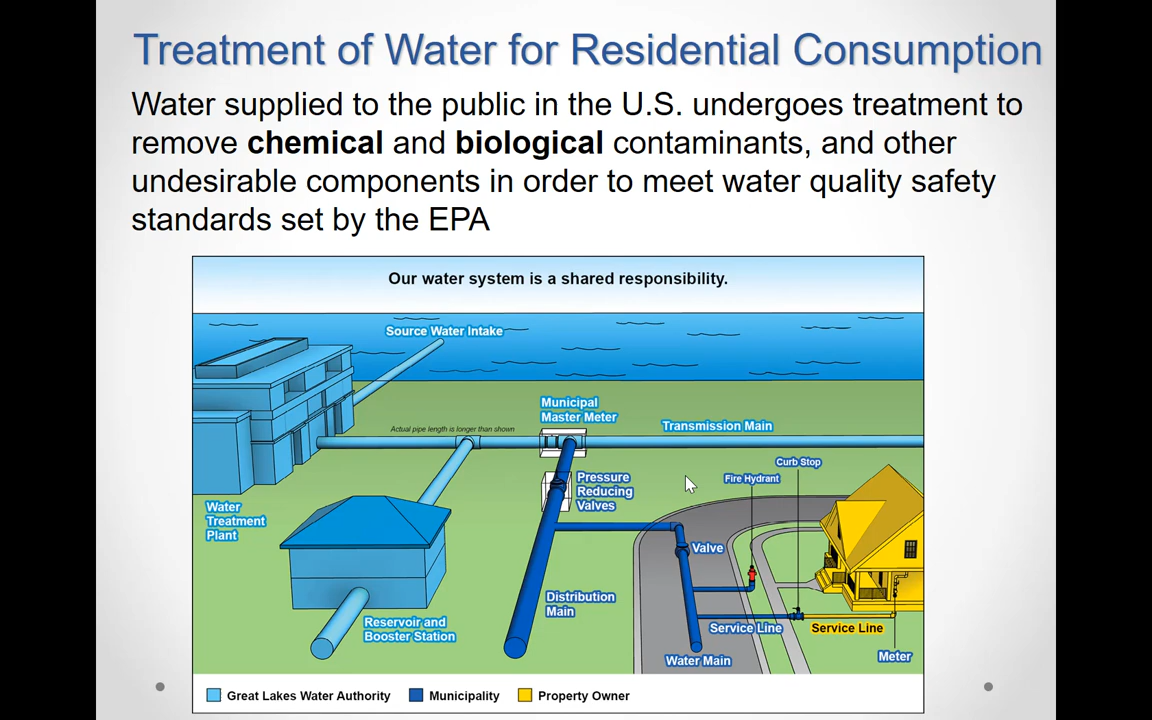 Treatment of Water for Residential Consumption
Water supplied to the public in the U.S. undergoes treatment to
remove chemical and biological contaminants, and other
undesirable components in order to meet water quality safety
standards set by the EPA
Our water system is a shared responsibility.
Source Water Intake
Municipal
Master Meter
Actual pipe length is longer than shown
Transmission Main
Curb Stop
Fire Hydrant
Pressure
Reducing
Valves
Water
Treatment
Plant
Valve
Distribution
Main
Reservoir and
Booster Station
Service Line
Service Line
Water Main
Meter
Great Lakes Water Authority
Municipality
Property Owner